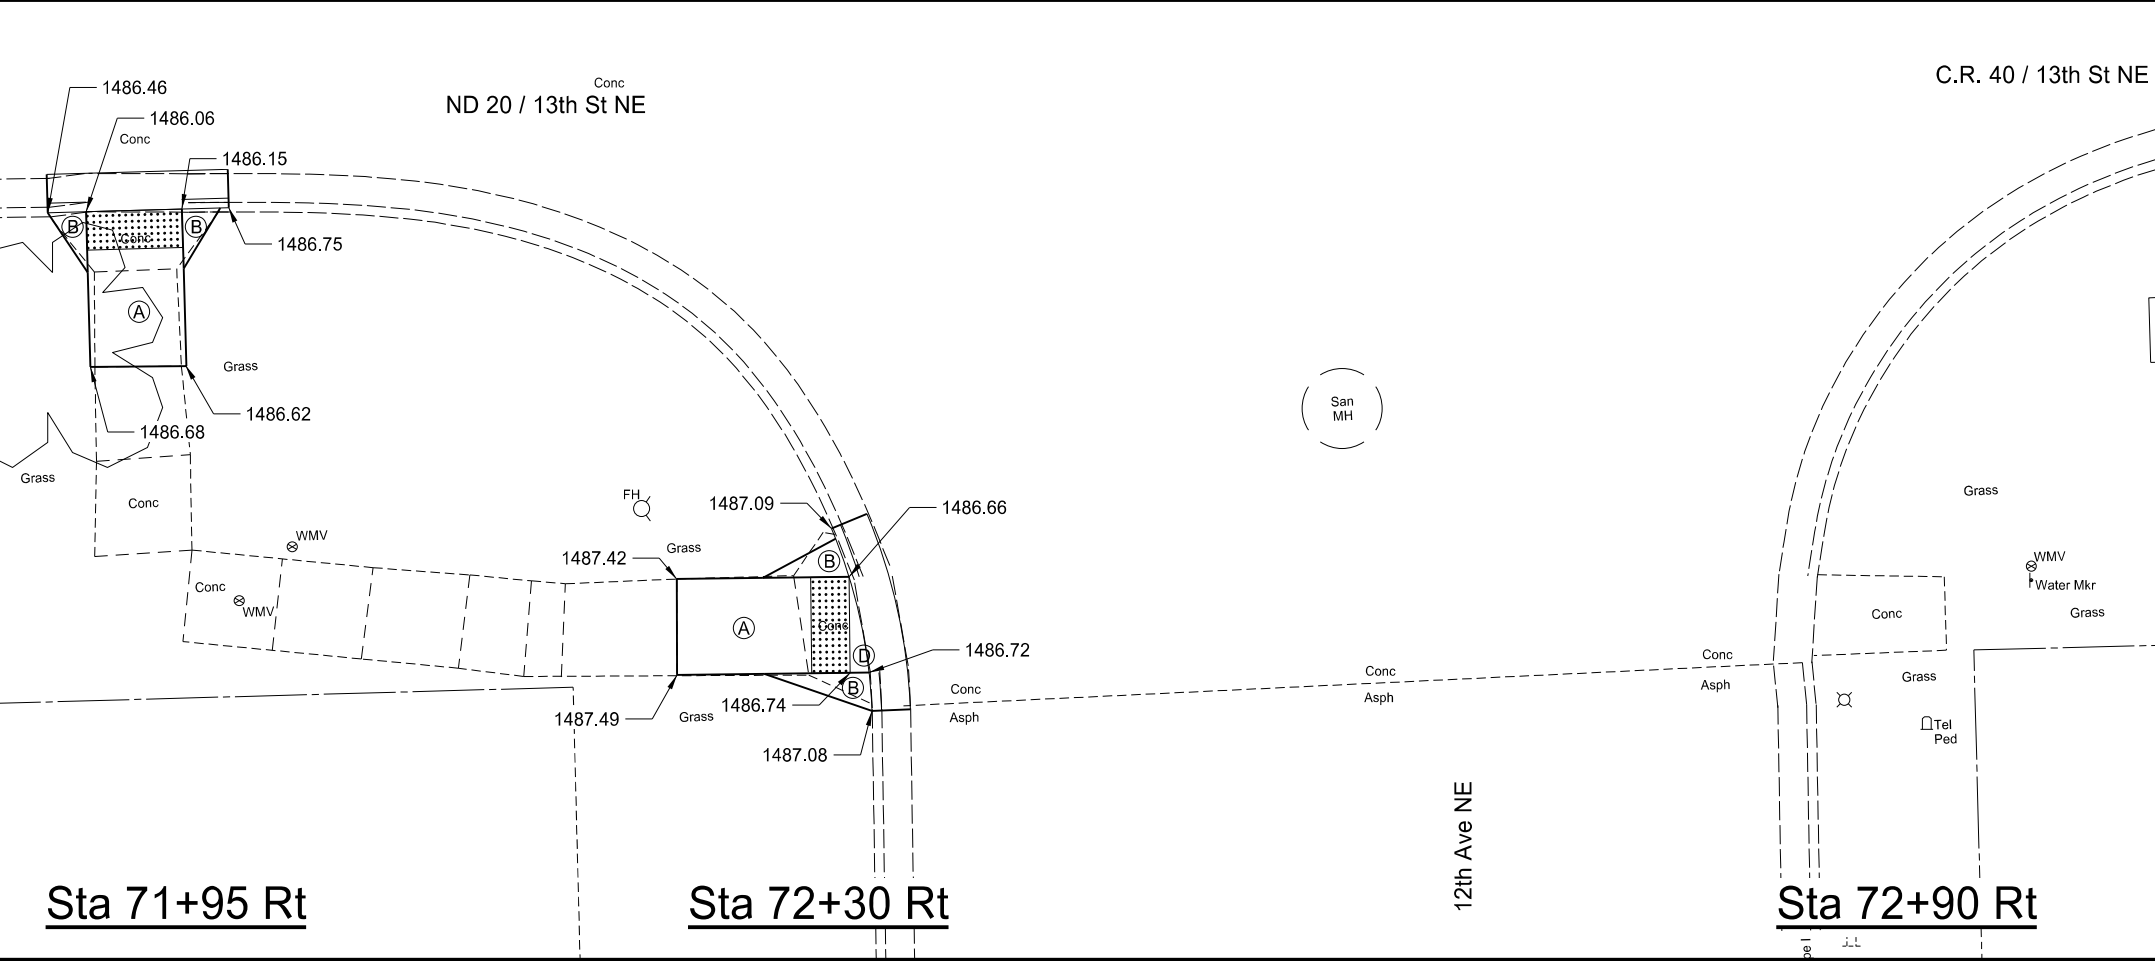 C.R. 40 / 13th St NE
Conc
ND 20 / 13th St NE
1486.46
1486.06
Conc
1486.15
1486.75
B
B
Conc
A
Grass
1486.62
1486.68
Grass
Conc
San
MH
FH
1487.09
1486.66
Grass
WMV
Grass
1487.42
B
WMV
Water Mkr
Conc
WMV
Conc
Grass
A
Conc
D
1486.72
Conc
Conc
Conc
Asph
Asph
Grass
B
1486.74
Conc
Asph
1487.49
Grass
1487.08
Tel
Ped
12th Ave NE
Sta 71+95 Rt
Sta 72+30 Rt
Sta 72+90 Rt